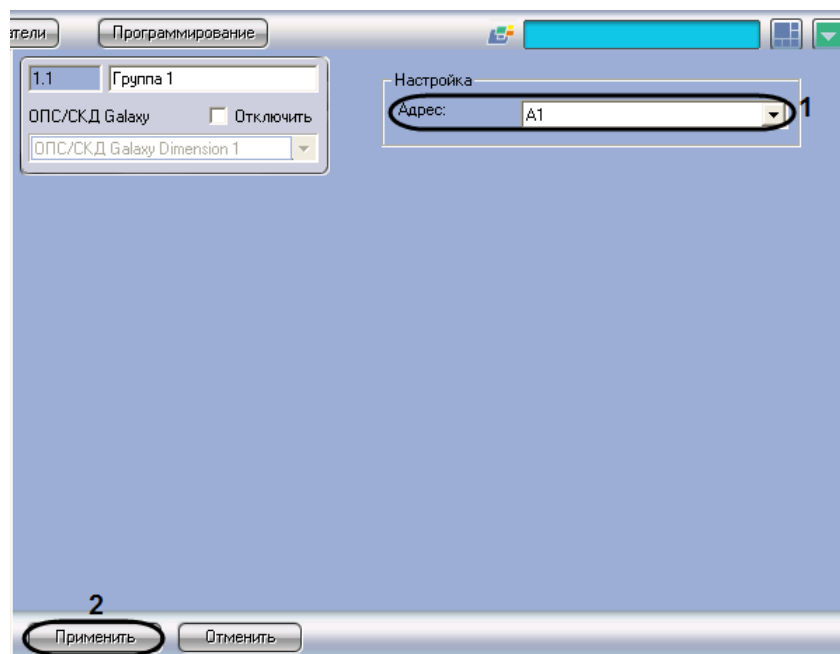 тели Программирование
1.1 Группа 1
ОПС/СКД Galaxy Отключить
ОПС/СКД Galaxy Dimension 1
Настройка
Адрес: A1 1
2
Применить Отменить